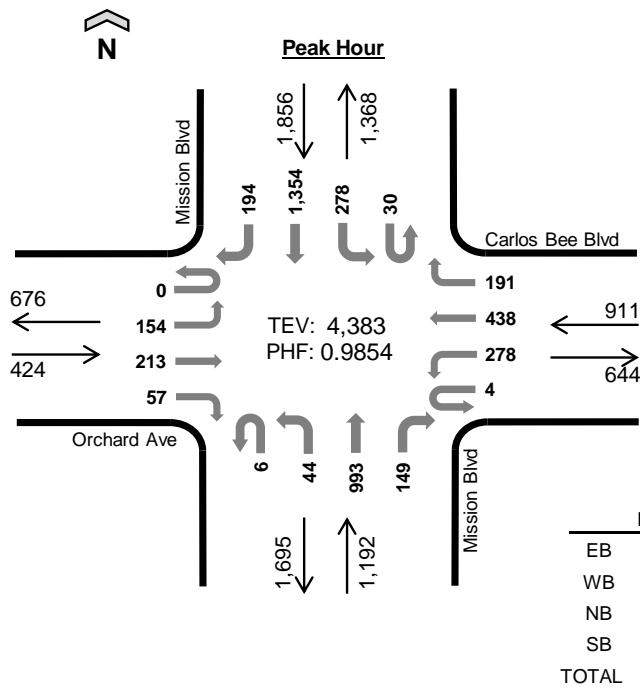 N
Peak Hour
1,856
1,368
Mission Blvd
194
1,354
278
30
Carlos Bee Blvd
0
191
676
154
TEV: 4,383
438
911
424
213
PHF: 0.9854
278
644
57
4
Orchard Ave
6
44
993
149
Mission Blvd
1,695
1,192
EB
WB
NB
SB
TOTAL